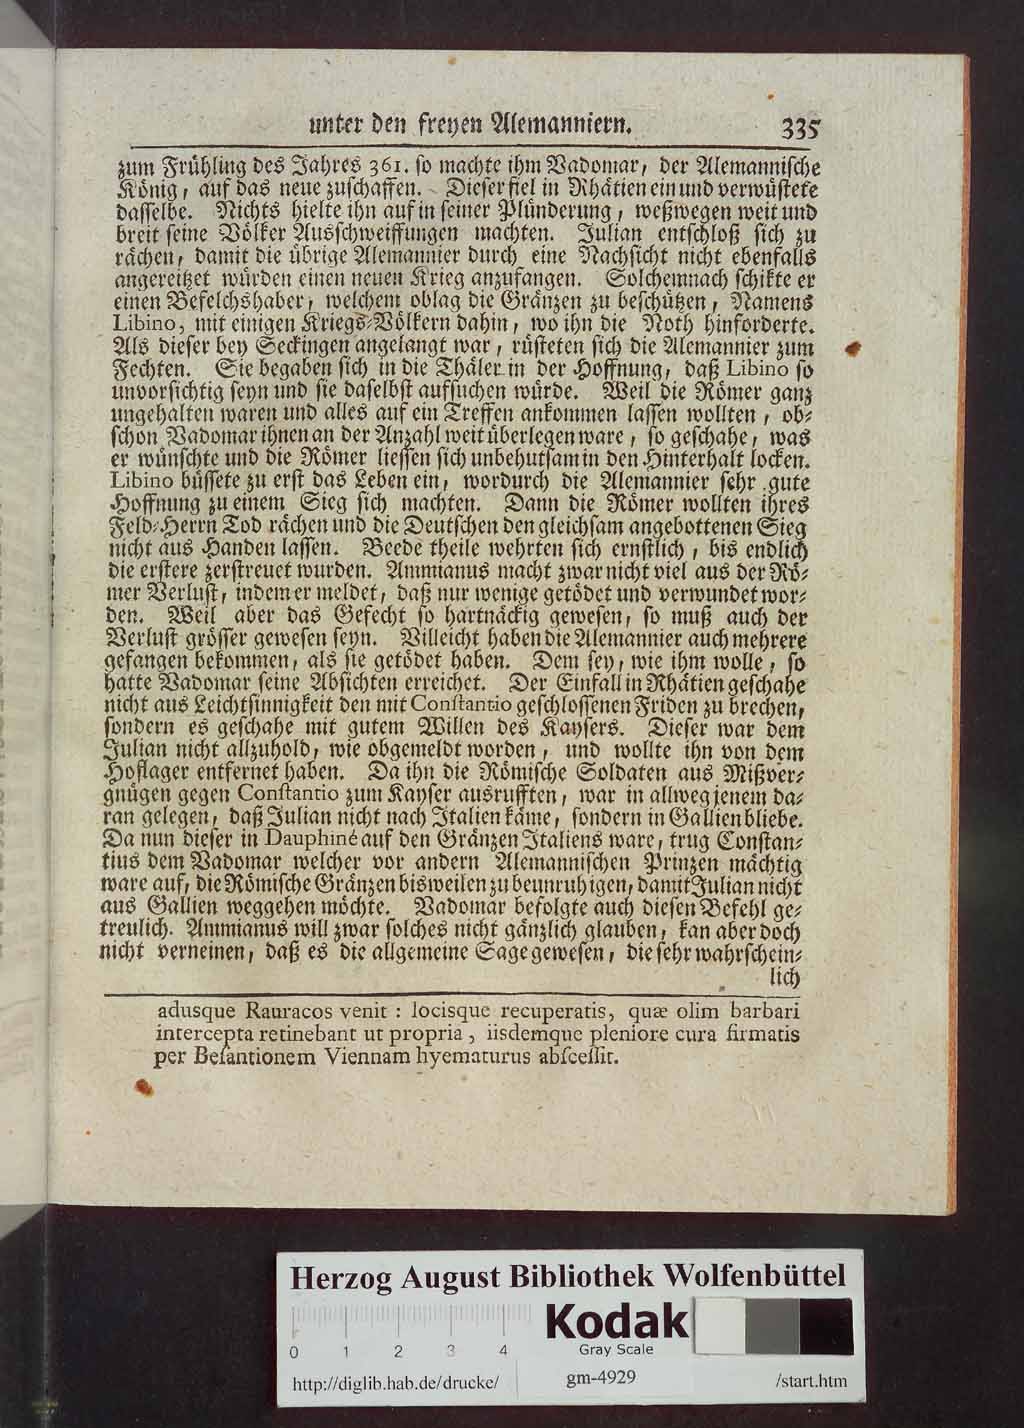 unter den freyen Alemanniern. 335
zum Frühling des Jahres 361. so machte ihm Vadomar, der Alemannische
König, auf das neue zuschaffen. Dieser fiel in Rhätien ein und verwüstete
dasselbe. Nichts hielte ihn auf in seiner Plünderung, weßwegen weit und
breit seine Völker Ausschweiffungen machten. Julian entschloß sich zu
rächen, damit die übrige Alemannier durch eine Nachsicht nicht ebenfalls
angereitzet würden einen neuen Krieg anzufangen. Solchemnach schikte er
einen Befelchshaber, welchem oblag die Gränzen zu beschützen, Namens
Libino, mit einigen Kriegs-Völkern dahin, wo ihn die Noth hinforderte.
Als dieser bey Seckingen angelangt war, rüsteten sich die Alemannier zum
Fechten. Sie begaben sich in die Thäler in der Hoffnung, daß Libino so
unvorsichtig seyn und sie daselbst aufsuchen würde. Weil die Römer ganz
ungehalten waren und alles auf ein Treffen ankommen lassen wollten, ob-
schon Vadomar ihnen an der Anzahl weit überlegen ware, so geschahe, was
er wünschte und die Römer liessen sich unbehutsam in den Hinterhalt locken.
Libino büssete zu erst das Leben ein, wordurch die Alemannier sehr gute
Hoffnung zu einem Sieg sich machten. Dann die Römer wollten ihres
Feld-Herrn Tod rächen und die Deutschen den gleichsam angebottenen Sieg
nicht aus Handen lassen. Beede theile wehrten sich ernstlich, bis endlich
die erstere zerstreuet wurden. Ammianus macht zwar nicht viel aus der Rö-
mer Verlust, indem er meldet, daß nur wenige getödet und verwundet wor-
den. Weil aber das Gefecht so hartnäckig gewesen, so muß auch der
Verlust grösser gewesen seyn. Villeicht haben die Alemannier auch mehrere
gefangen bekommen, als sie getödet haben. Dem sey, wie ihm wolle, so
hatte Vadomar seine Absichten erreichet. Der Einfall in Rhätien geschahe
nicht aus Leichtsinnigkeit den mit Constantio geschlossenen Friden zu brechen,
sondern es geschahe mit gutem Willen des Kaysers. Dieser war dem
Julian nicht allzuhold, wie obgemeldt worden, und wollte ihn von dem
Hoflager entfernet haben. Da ihn die Römische Soldaten aus Mißver-
gnügen gegen Constantio zum Kayser ausrufften, war in allweg jenem da-
ran gelegen, daß Julian nicht nach Italien käme, sondern in Gallien bliebe.
Da nun dieser in Dauphiné auf den Gränzen Italiens ware, trug Constan-
tius dem Vadomar welcher vor andern Alemannischen Prinzen mächtig
ware auf, die Römische Gränzen bisweilen zu beunruhigen, damit Julian nicht
aus Gallien weggehen möchte. Vadomar befolgte auch diesen Befehl ge-
treulich. Ammianus will zwar solches nicht gänzlich glauben, kan aber doch
nicht verneinen, daß es die allgemeine Sage gewesen, die sehr wahrschein-
lich
adusque Rauracos venit : locisque recuperatis, quæ olim barbari
intercepta retinebant ut propria, iisdemque pleniore cura firmatis
per Besantionem Viennam hyematurus abscessit.
Herzog August Bibliothek Wolfenbüttel
Kodak
Gray Scale
0 1 2 3 4
http://diglib.hab.de/drucke/ gm-4929 /start.htm